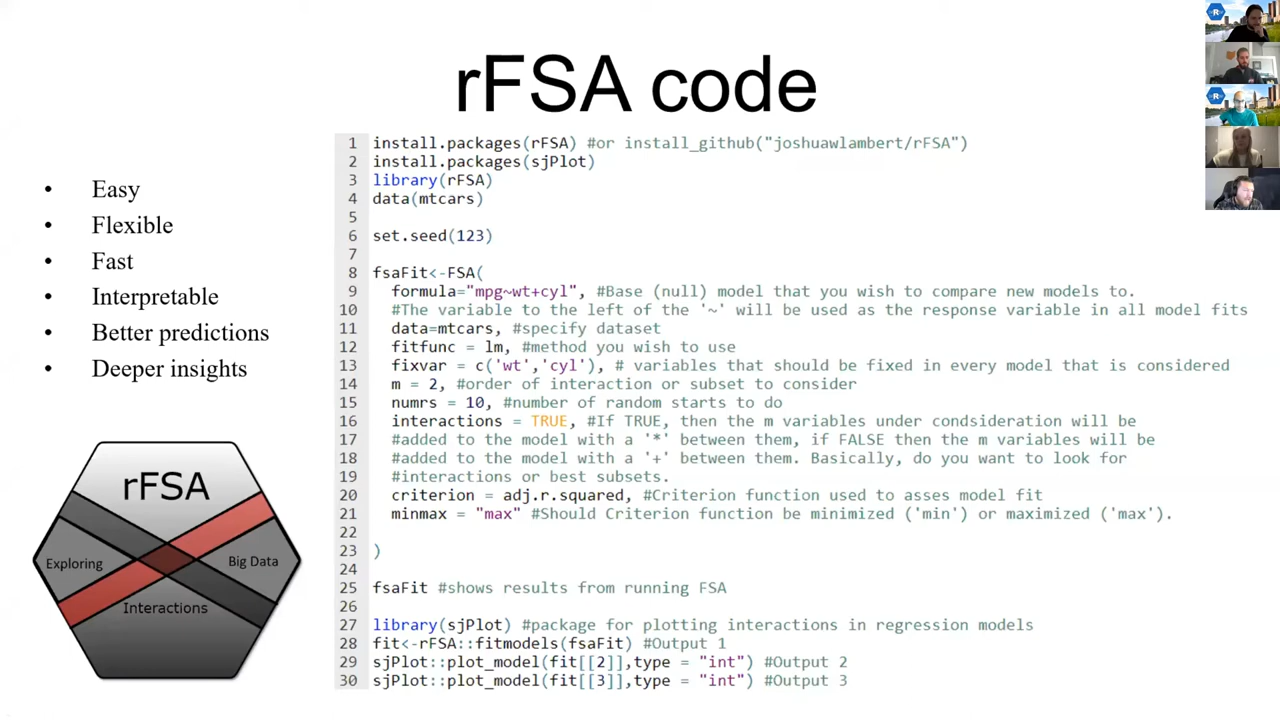 rFSA code
• Easy
• Flexible
• Fast
• Interpretable
• Better predictions
• Deeper insights
rFSA
Exploring
Big Data
Interactions
1 install.packages(rFSA) #or install_github("joshuawlambert/rFSA")
2 install.packages(sjPlot)
3 library(rFSA)
4 data(mtcars)
5
6 set.seed(123)
7
8 fsaFit<-FSA(
9 formula="mpg~wt+cyl", #Base (null) model that you wish to compare new models to.
10 #The variable to the left of the '~' will be used as the response variable in all model fits
11 data=mtcars, #specify dataset
12 fitfunc = lm, #method you wish to use
13 fixvar = c('wt','cyl'), # variables that should be fixed in every model that is considered
14 m = 2, #order of interaction or subset to consider
15 numrs = 10, #number of random starts to do
16 interactions = TRUE, #If TRUE, then the m variables under condsideration will be
17 #added to the model with a '*' between them, if FALSE then the m variables will be
18 #added to the model with a '+' between them. Basically, do you want to look for
19 #interactions or best subsets.
20 criterion = adj.r.squared, #Criterion function used to asses model fit
21 minmax = "max" #Should Criterion function be minimized ('min') or maximized ('max').
22
23 )
24
25 fsaFit #shows results from running FSA
26
27 library(sjPlot) #package for plotting interactions in regression models
28 fit<-rFSA::fitmodels(fsaFit) #Output 1
29 sjPlot::plot_model(fit[[2]],type = "int") #Output 2
30 sjPlot::plot_model(fit[[3]],type = "int") #Output 3
R
R